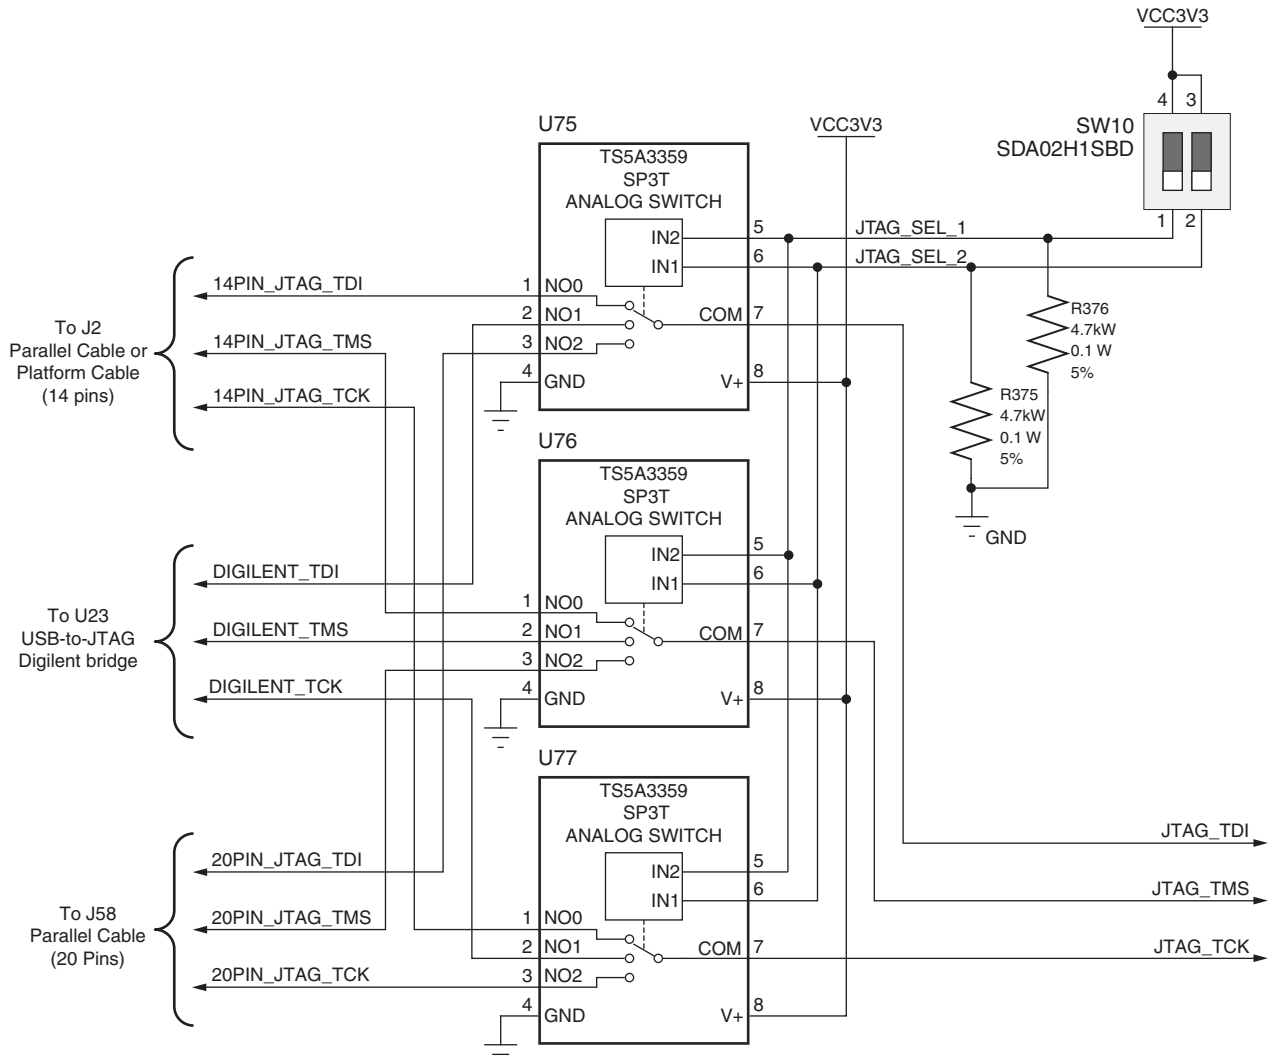 VCC3V3
4 3
SW10
SDA02H1SBD
1 2
VCC3V3
U75
TS5A3359
SP3T
ANALOG SWITCH
IN2 5 JTAG_SEL_1
IN1 6 JTAG_SEL_2
1 NO0
2 NO1
3 NO2
4 GND
COM 7
V+ 8
R376
4.7kW
0.1 W
5%
R375
4.7kW
0.1 W
5%
GND
To J2
Parallel Cable or
Platform Cable
(14 pins)
14PIN_JTAG_TDI
14PIN_JTAG_TMS
14PIN_JTAG_TCK
U76
TS5A3359
SP3T
ANALOG SWITCH
IN2 5
IN1 6
1 NO0
2 NO1
3 NO2
4 GND
COM 7
V+ 8
To U23
USB-to-JTAG
Digilent bridge
DIGILENT_TDI
DIGILENT_TMS
DIGILENT_TCK
U77
TS5A3359
SP3T
ANALOG SWITCH
IN2 5
IN1 6
1 NO0
2 NO1
3 NO2
4 GND
COM 7
V+ 8
To J58
Parallel Cable
(20 Pins)
20PIN_JTAG_TDI
20PIN_JTAG_TMS
20PIN_JTAG_TCK
JTAG_TDI
JTAG_TMS
JTAG_TCK